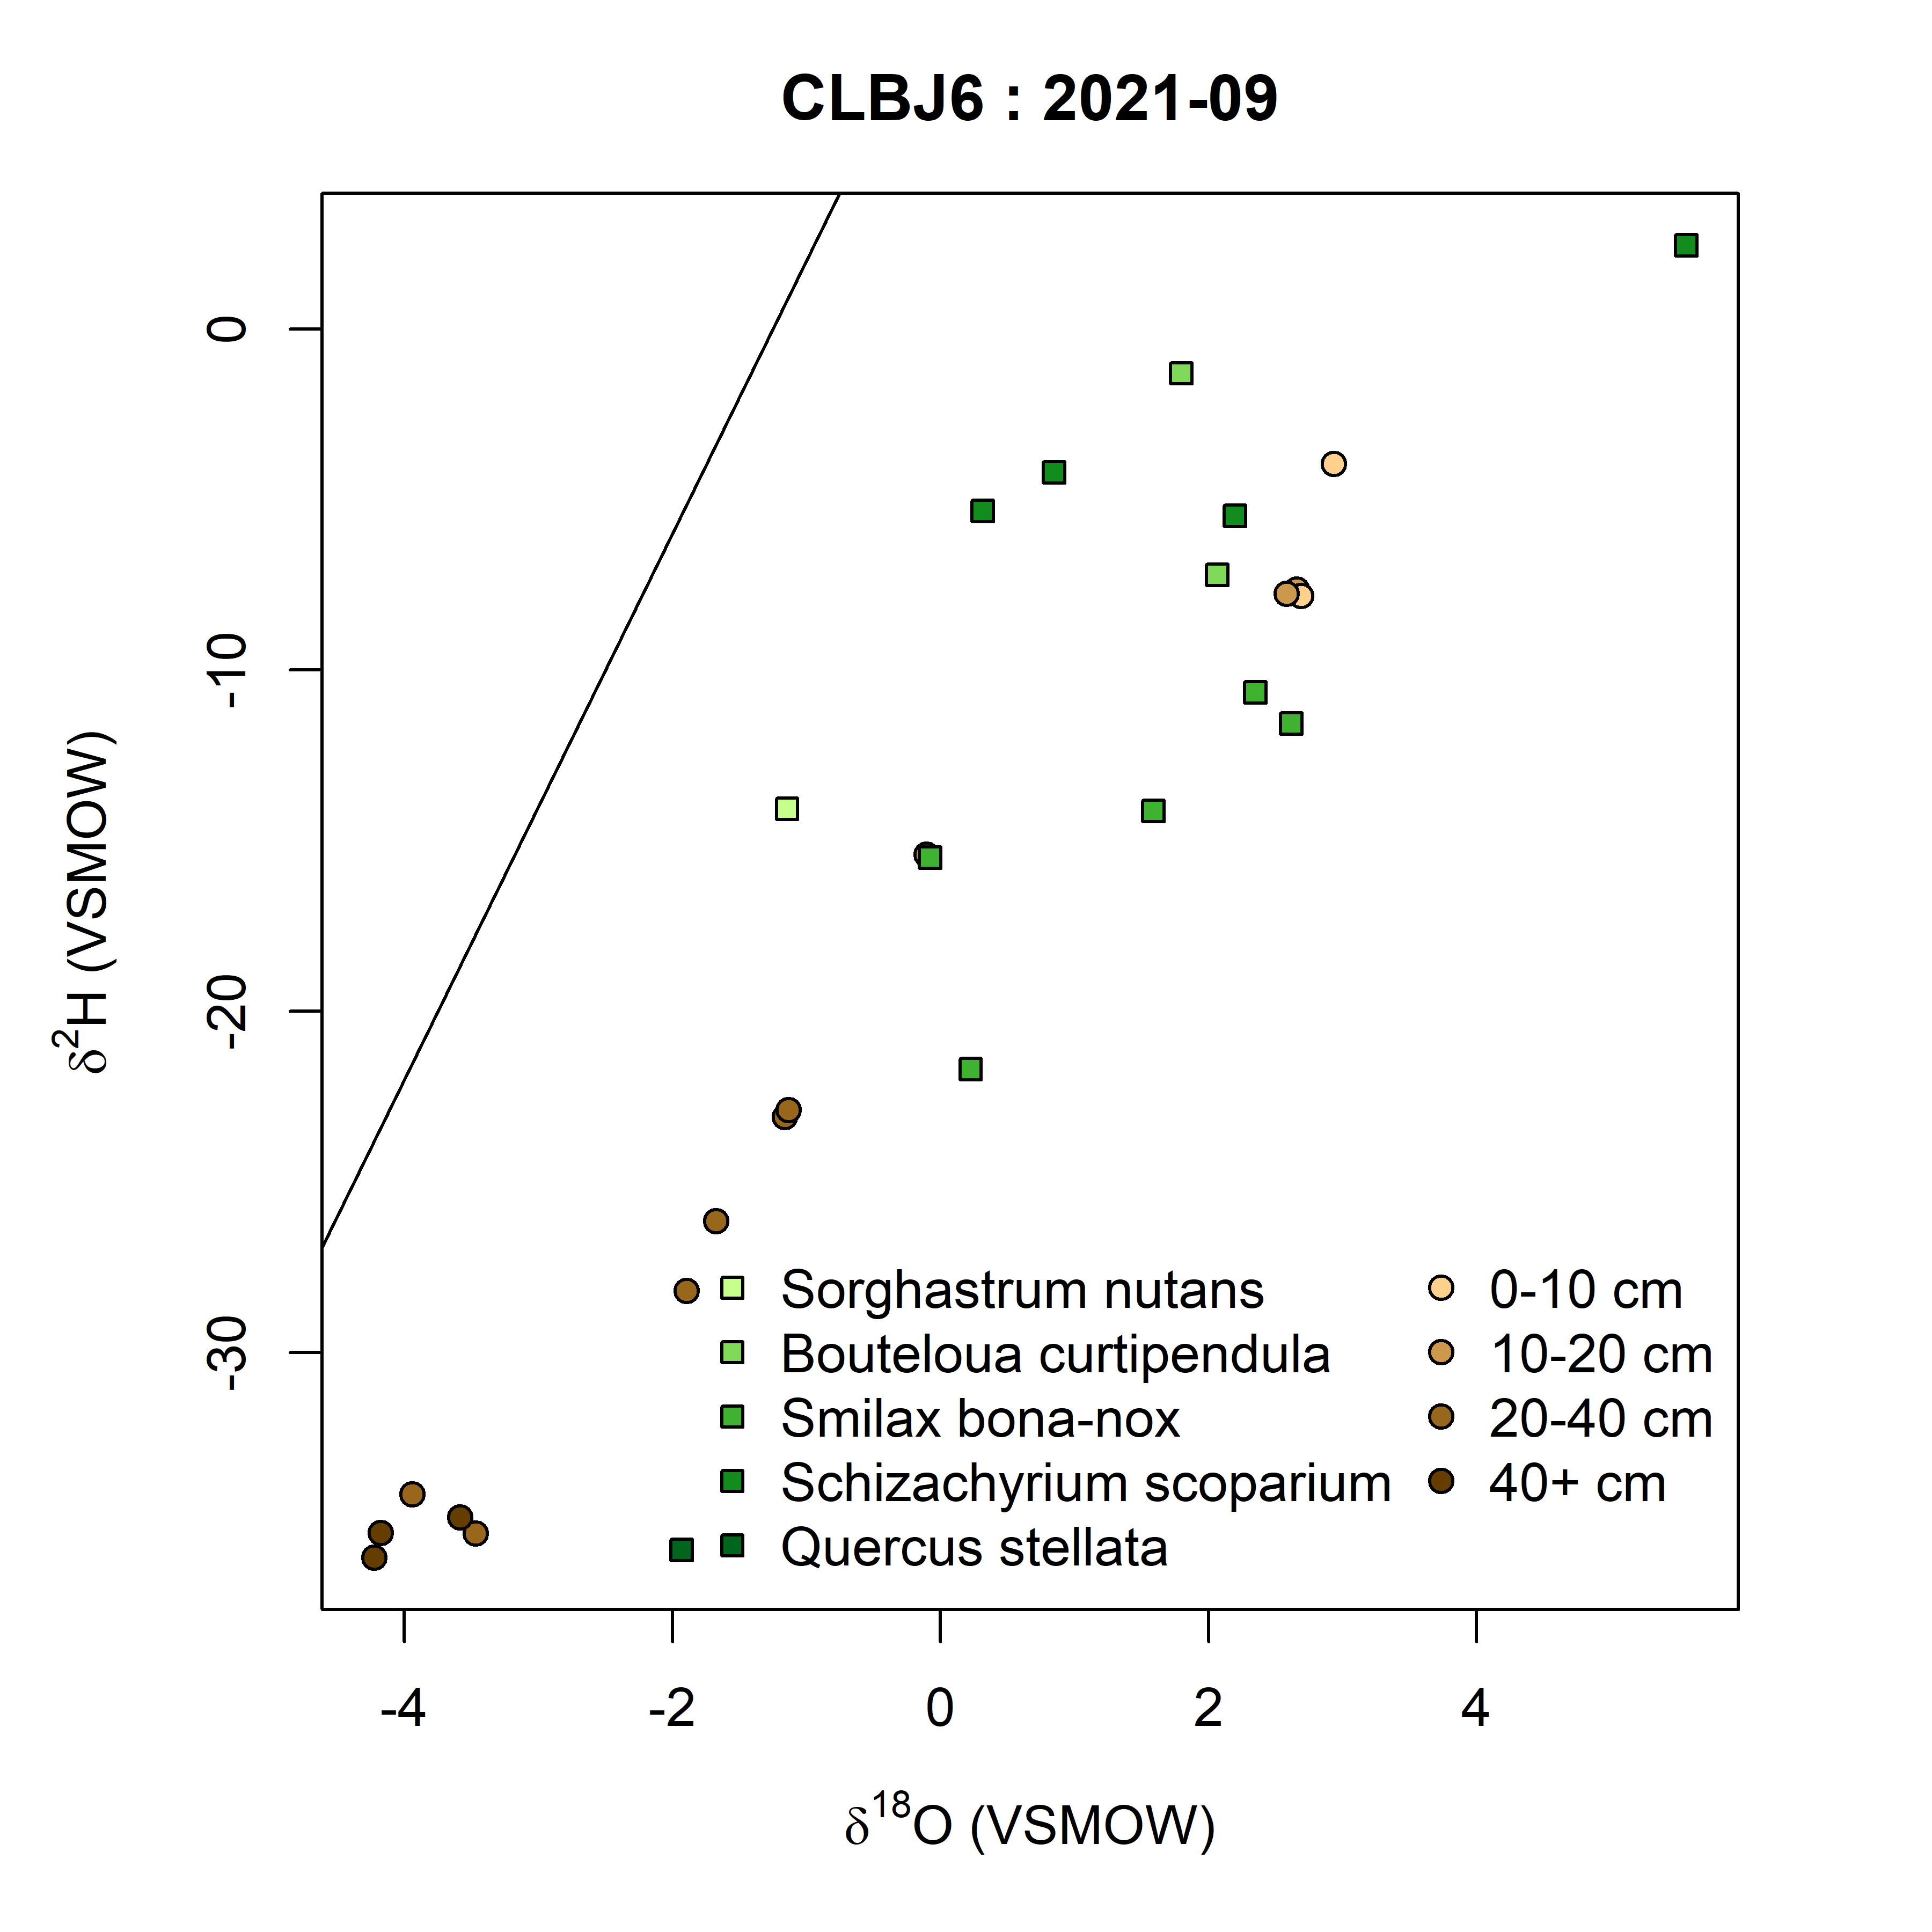 CLBJ6 : 2021-09
0
-10
-20
-30
δ²H (VSMOW)
Sorghastrum nutans
Bouteloua curtipendula
Smilax bona-nox
Schizachyrium scoparium
Quercus stellata
0-10 cm
10-20 cm
20-40 cm
40+ cm
-4 -2 0 2 4
δ¹⁸O (VSMOW)